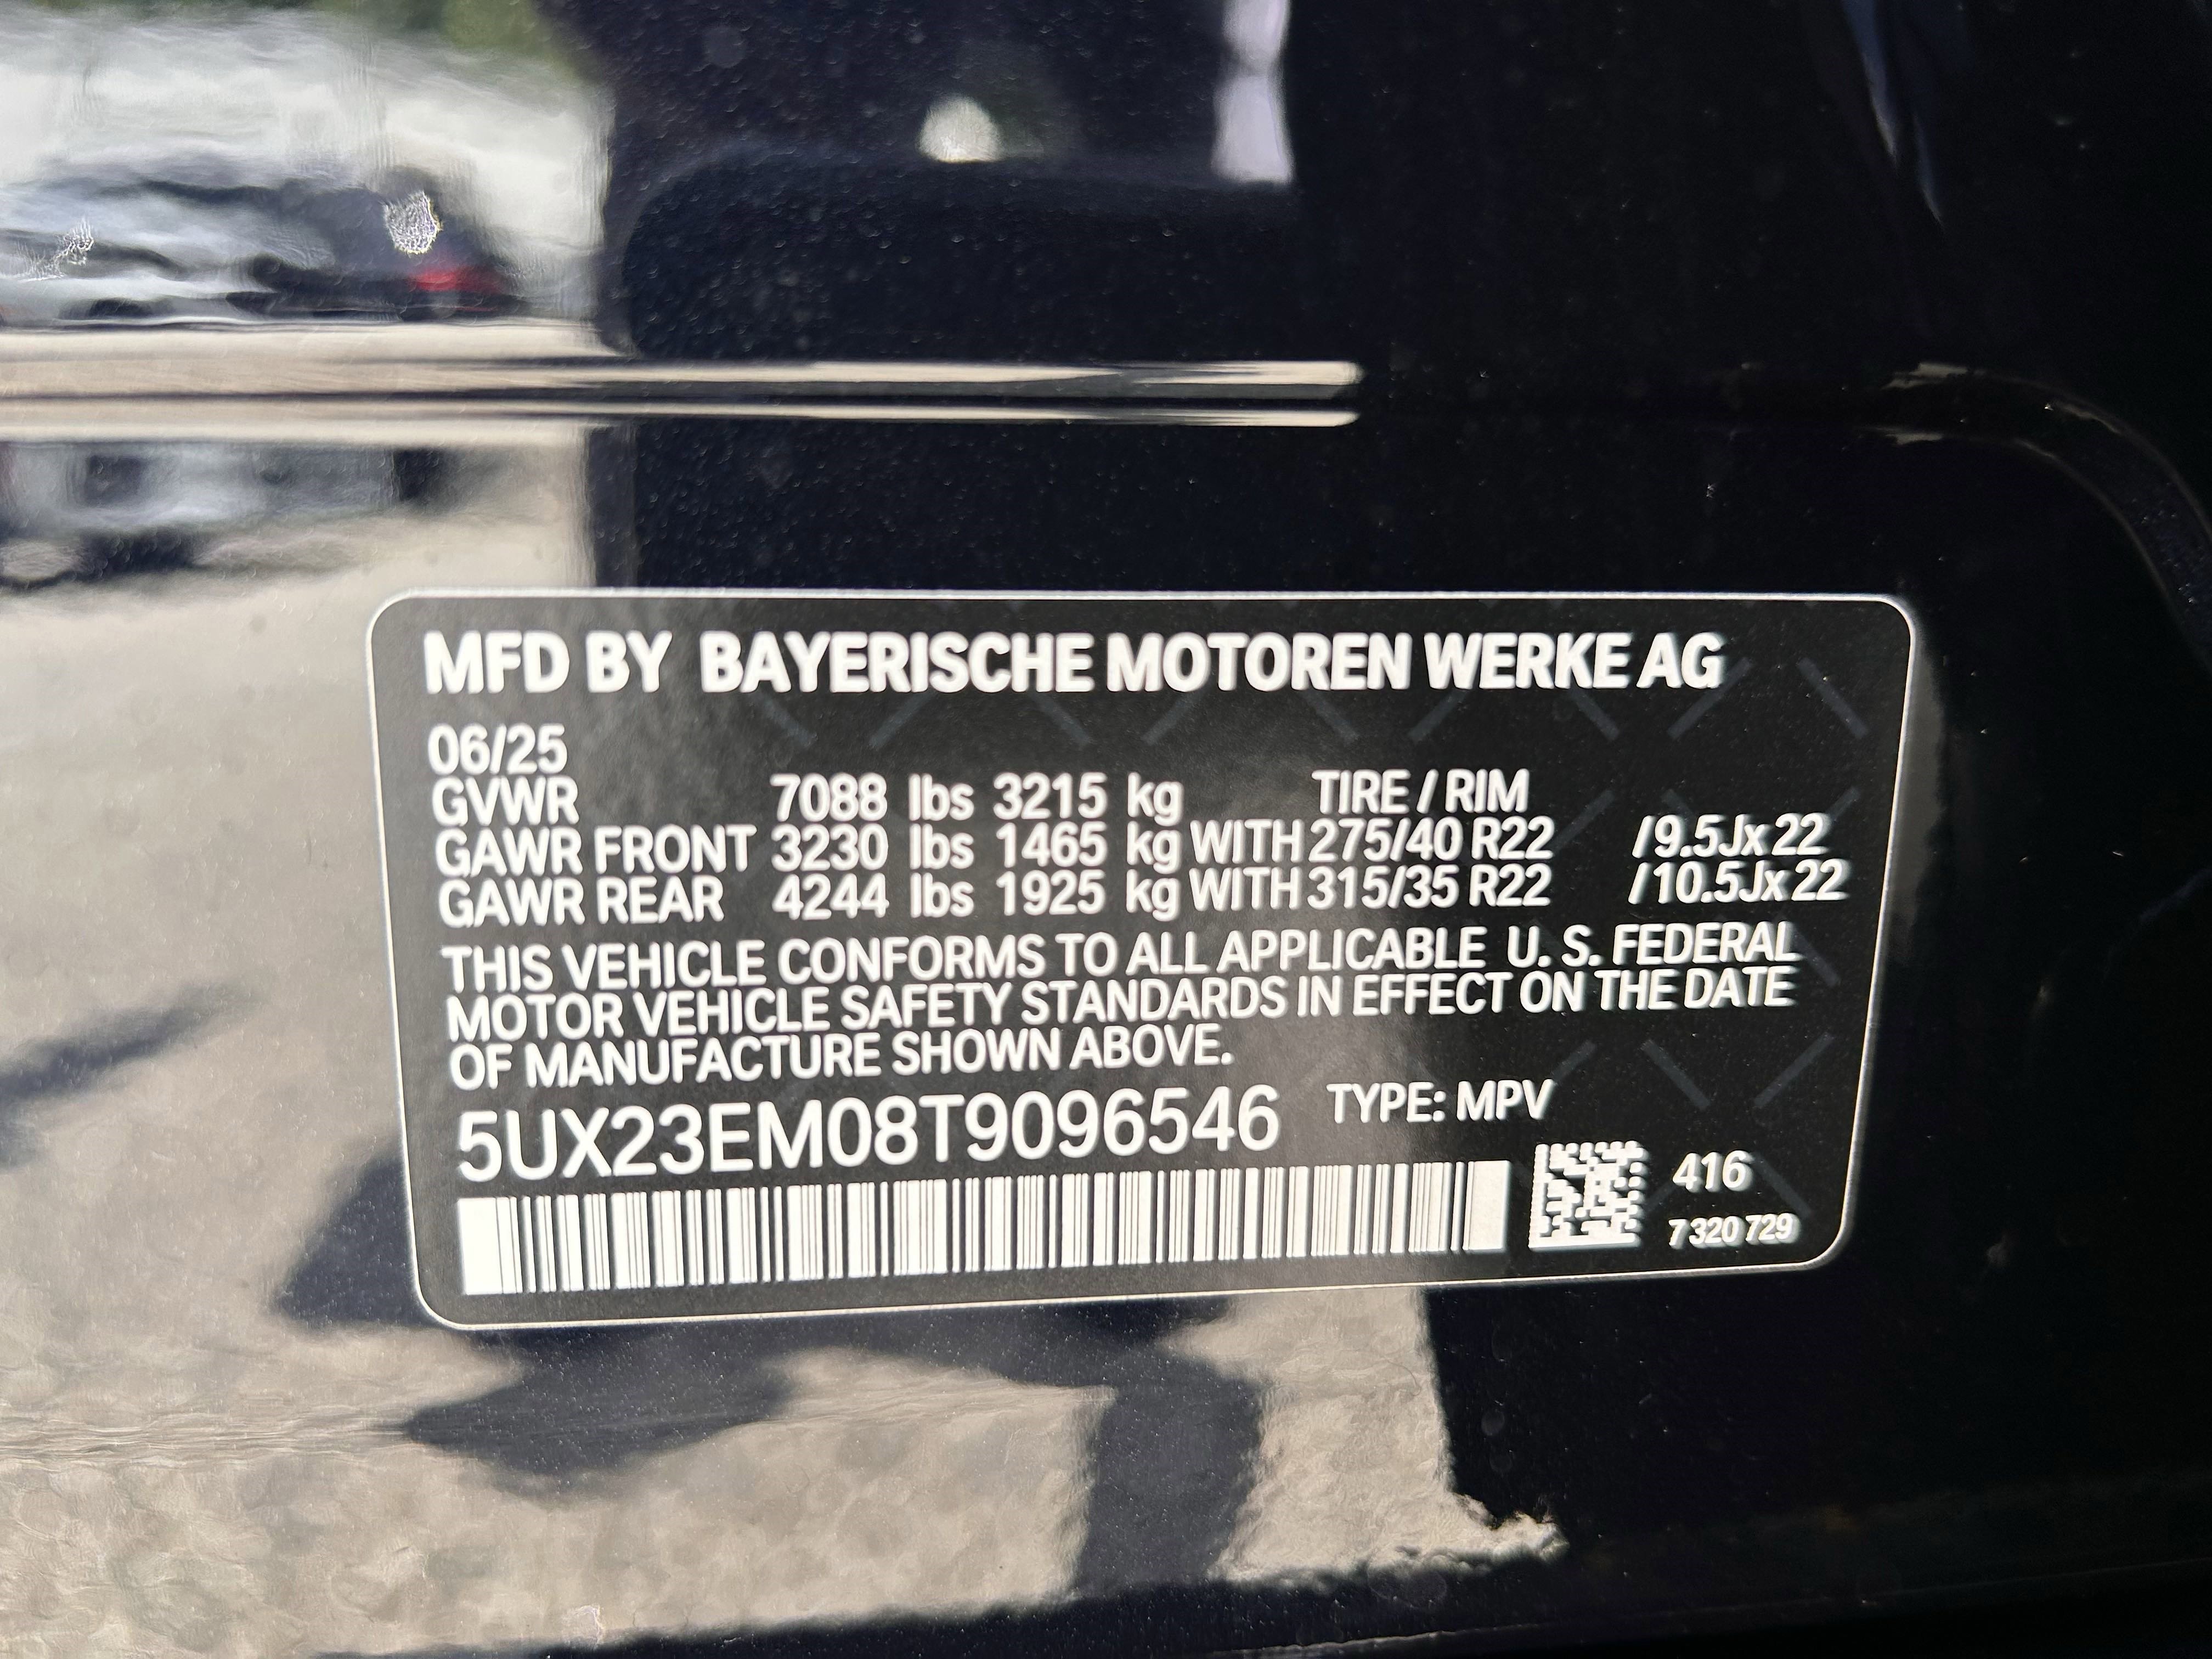 MFD BY BAYERISCHE MOTOREN WERKE AG
06/25
GVWR 7088 lbs 3215 kg TIRE / RIM
GAWR FRONT 3230 lbs 1465 kg WITH 275/40 R22 /9.5Jx22
GAWR REAR 4244 lbs 1925 kg WITH 315/35 R22 /10.5Jx22
THIS VEHICLE CONFORMS TO ALL APPLICABLE U. S. FEDERAL
MOTOR VEHICLE SAFETY STANDARDS IN EFFECT ON THE DATE
OF MANUFACTURE SHOWN ABOVE.
5UX23EM08T9096546 TYPE: MPV
416
7 320 729